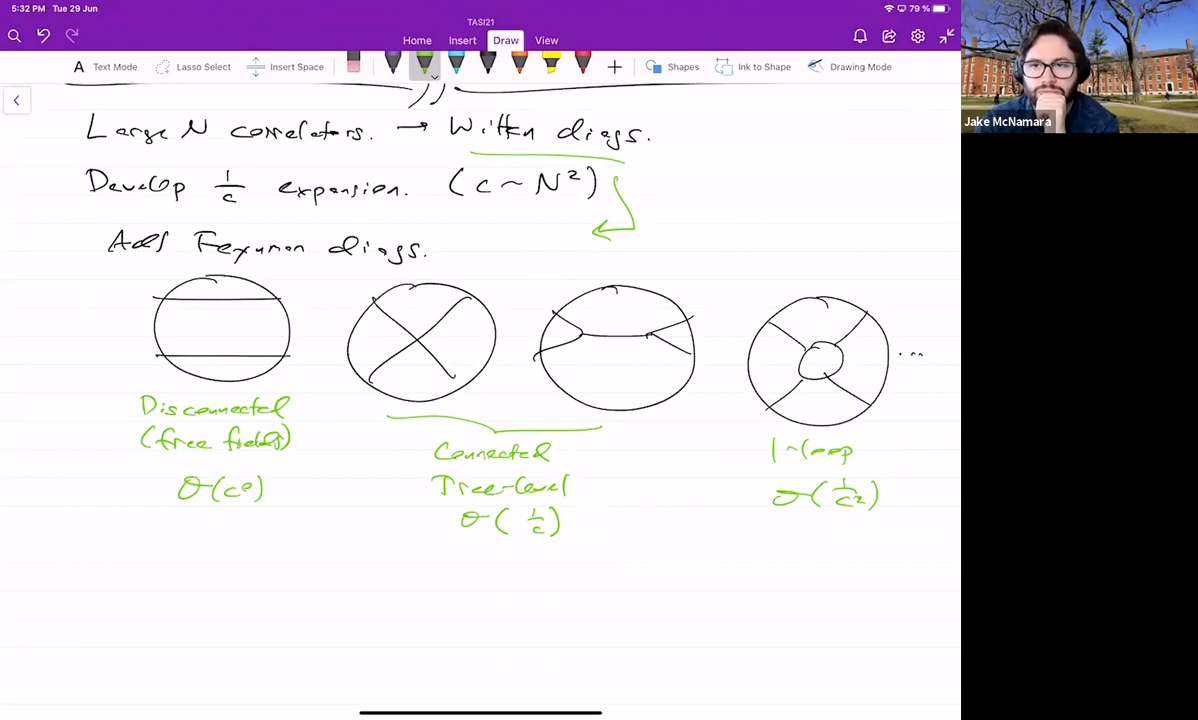 5:32 PM Tue 29 Jun
79 %
TASI21
Home Insert Draw View
Text Mode Lasso Select Insert Space Shapes Ink to Shape Drawing Mode
Jake McNamara
Large N correlators. → Witten diags.
Develop 1/c expansion. (c ~ N²)
AdS Feynman diags.
...
Disconnected
(free fields)
O(c⁰)
Connected
Tree-level
O(1/c)
1-loop
O(1/c²)